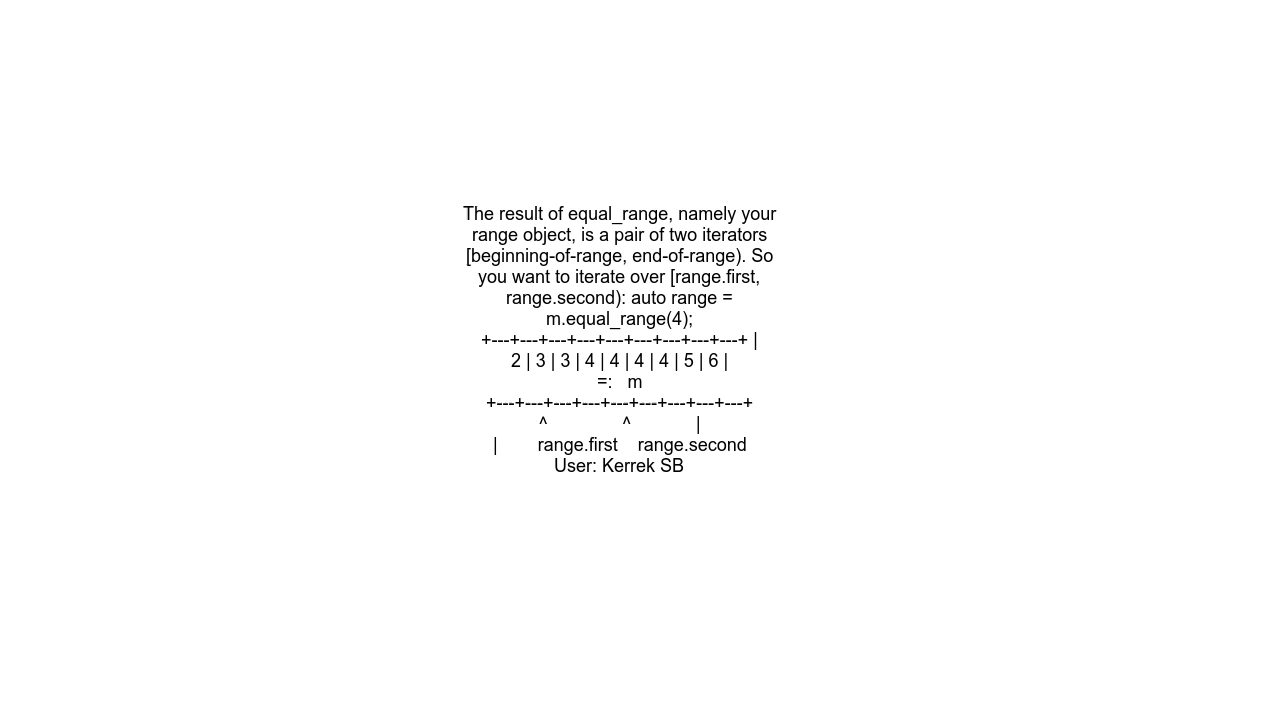 The result of equal_range, namely your
range object, is a pair of two iterators
[beginning-of-range, end-of-range). So
you want to iterate over [range.first,
range.second): auto range =
m.equal_range(4);
+---+---+---+---+---+---+---+---+---+ |
2 | 3 | 3 | 4 | 4 | 4 | 4 | 5 | 6 |
=:   m
+---+---+---+---+---+---+---+---+---+
^               ^             |
|        range.first    range.second
User: Kerrek SB